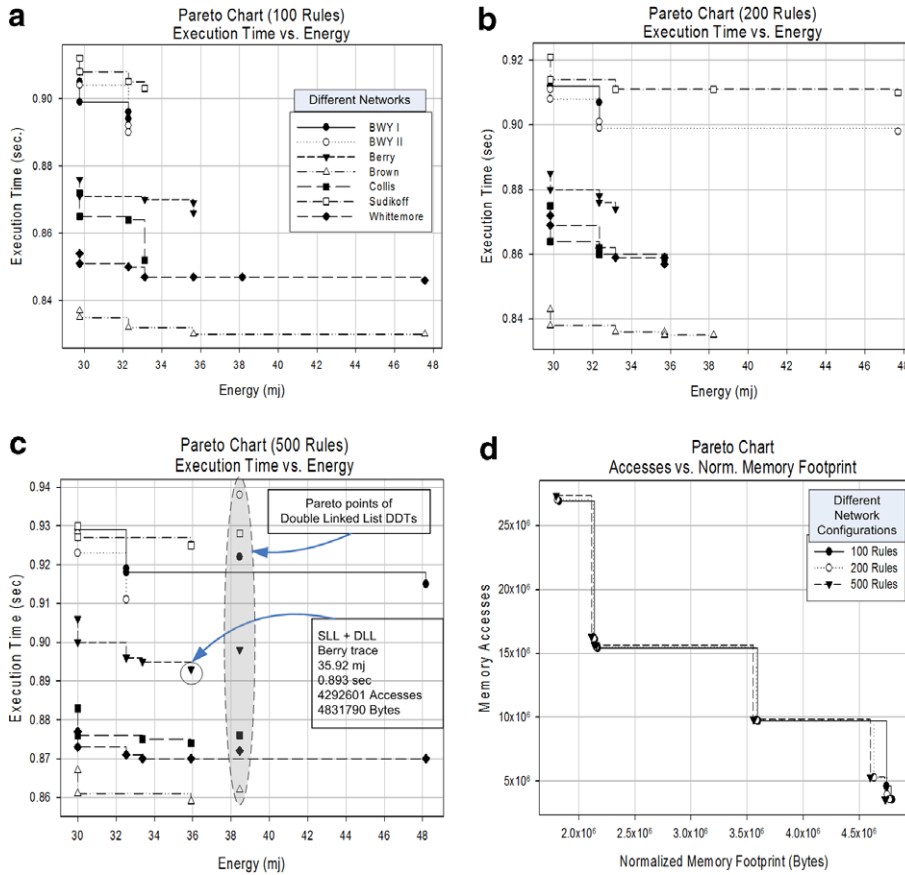 a
Pareto Chart (100 Rules)
Execution Time vs. Energy
Execution Time (sec.)
0.90
0.88
0.86
0.84
Different Networks
BWY I
BWY II
Berry
Brown
Collis
Sudikoff
Whittemore
30 32 34 36 38 40 42 44 46 48
Energy (mj)
b
Pareto Chart (200 Rules)
Execution Time vs. Energy
Execution Time (sec)
0.92
0.90
0.88
0.86
0.84
30 32 34 36 38 40 42 44 46 48
Energy (mj)
c
Pareto Chart (500 Rules)
Execution Time vs. Energy
Execution Time (sec)
0.94
0.93
0.92
0.91
0.90
0.89
0.88
0.87
0.86
Pareto points of
Double Linked List DDTs
SLL + DLL
Berry trace
35.92 mj
0.893 sec
4292601 Accesses
4831790 Bytes
30 32 34 36 38 40 42 44 46 48
Energy (mj)
d
Pareto Chart
Accesses vs. Norm. Memory Footprint
Memory Accesses
25x10⁶
20x10⁶
15x10⁶
10x10⁶
5x10⁶
Different
Network
Configurations
100 Rules
200 Rules
500 Rules
2.0x10⁶ 2.5x10⁶ 3.0x10⁶ 3.5x10⁶ 4.0x10⁶ 4.5x10⁶
Normalized Memory Footprint (Bytes)